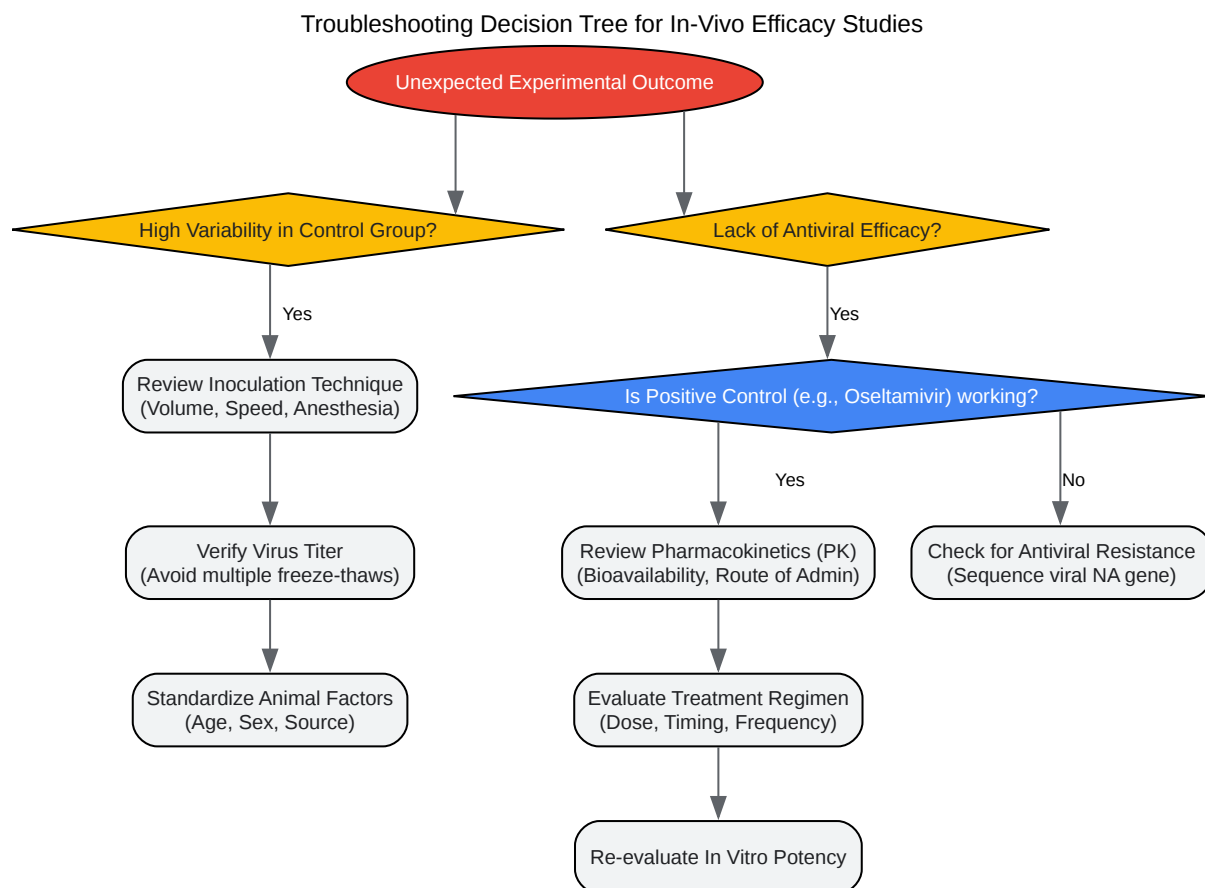 Troubleshooting Decision Tree for In-Vivo Efficacy Studies
Unexpected Experimental Outcome
High Variability in Control Group?
Lack of Antiviral Efficacy?
Yes
Yes
Review Inoculation Technique
(Volume, Speed, Anesthesia)
Is Positive Control (e.g., Oseltamivir) working?
Yes
No
Verify Virus Titer
(Avoid multiple freeze-thaws)
Review Pharmacokinetics (PK)
(Bioavailability, Route of Admin)
Check for Antiviral Resistance
(Sequence viral NA gene)
Standardize Animal Factors
(Age, Sex, Source)
Evaluate Treatment Regimen
(Dose, Timing, Frequency)
Re-evaluate In Vitro Potency